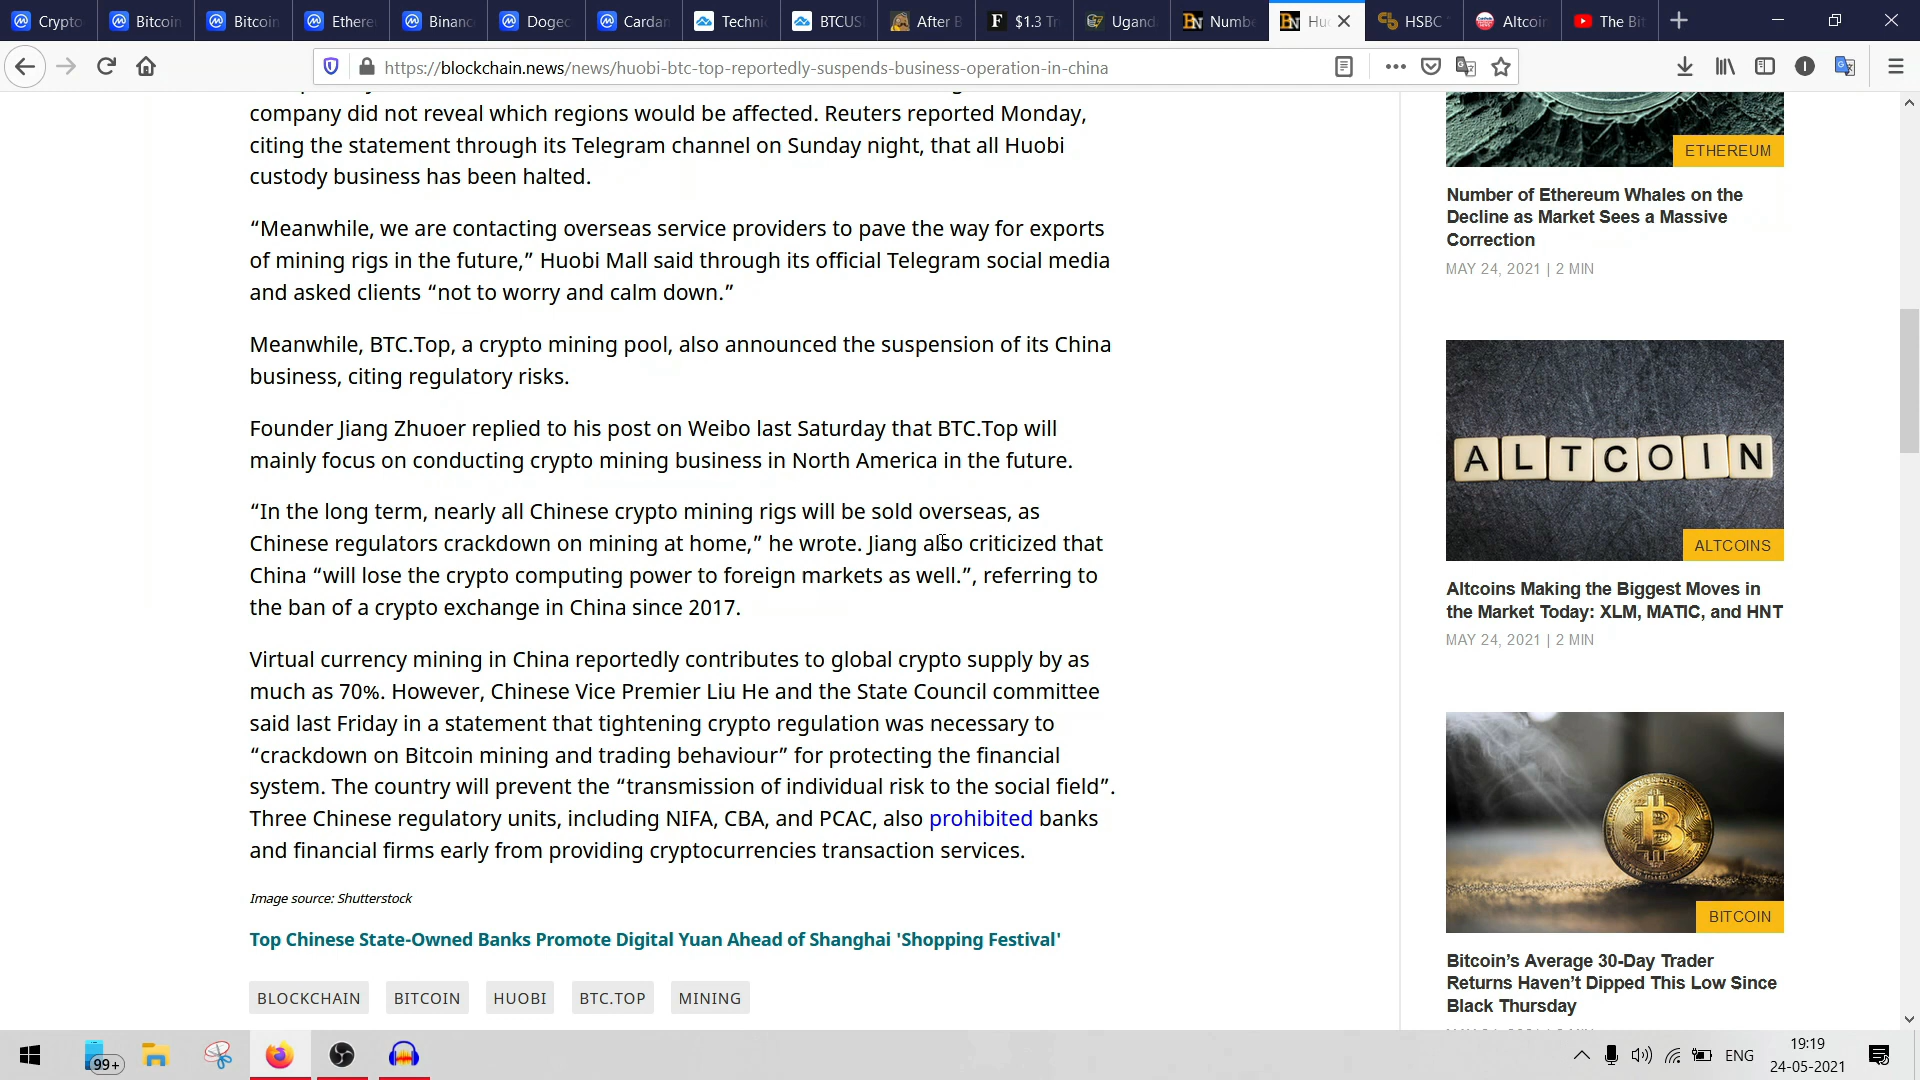 Crypto
Bitcoin
Bitcoin
Ethere
Binanc
Dogec
Cardan
Techni
BTCUS
After B
$1.3 Tr
Ugand
Numbe
Huo
HSBC
Altcoin
The Bit
https://blockchain.news/news/huobi-btc-top-reportedly-suspends-business-operation-in-china
company did not reveal which regions would be affected. Reuters reported Monday,
citing the statement through its Telegram channel on Sunday night, that all Huobi
custody business has been halted.
“Meanwhile, we are contacting overseas service providers to pave the way for exports
of mining rigs in the future,” Huobi Mall said through its official Telegram social media
and asked clients “not to worry and calm down.”
Meanwhile, BTC.Top, a crypto mining pool, also announced the suspension of its China
business, citing regulatory risks.
Founder Jiang Zhuoer replied to his post on Weibo last Saturday that BTC.Top will
mainly focus on conducting crypto mining business in North America in the future.
“In the long term, nearly all Chinese crypto mining rigs will be sold overseas, as
Chinese regulators crackdown on mining at home,” he wrote. Jiang also criticized that
China “will lose the crypto computing power to foreign markets as well.”, referring to
the ban of a crypto exchange in China since 2017.
Virtual currency mining in China reportedly contributes to global crypto supply by as
much as 70%. However, Chinese Vice Premier Liu He and the State Council committee
said last Friday in a statement that tightening crypto regulation was necessary to
“crackdown on Bitcoin mining and trading behaviour” for protecting the financial
system. The country will prevent the “transmission of individual risk to the social field”.
Three Chinese regulatory units, including NIFA, CBA, and PCAC, also prohibited banks
and financial firms early from providing cryptocurrencies transaction services.
Image source: Shutterstock
Top Chinese State-Owned Banks Promote Digital Yuan Ahead of Shanghai 'Shopping Festival'
BLOCKCHAIN
BITCOIN
HUOBI
BTC.TOP
MINING
ETHEREUM
Number of Ethereum Whales on the
Decline as Market Sees a Massive
Correction
MAY 24, 2021 | 2 MIN
ALTCOIN
ALTCOINS
Altcoins Making the Biggest Moves in
the Market Today: XLM, MATIC, and HNT
MAY 24, 2021 | 2 MIN
BITCOIN
Bitcoin’s Average 30-Day Trader
Returns Haven’t Dipped This Low Since
Black Thursday
99+
ENG
19:19
24-05-2021